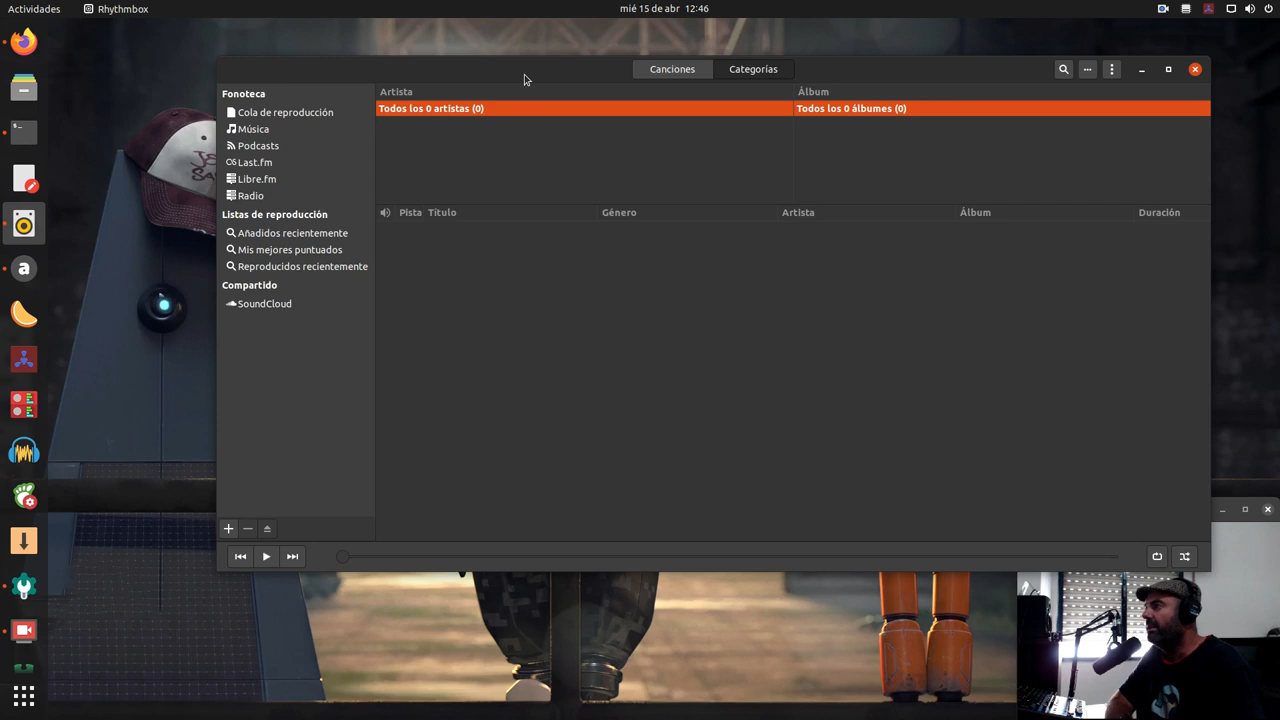 Actividades Rhythmbox mié 15 de abr 12:46
Canciones Categorías
Fonoteca
Cola de reproducción
Música
Podcasts
Last.fm
Libre.fm
Radio
Listas de reproducción
Añadidos recientemente
Mis mejores puntuados
Reproducidos recientemente
Compartido
SoundCloud
Artista Álbum
Todos los 0 artistas (0) Todos los 0 álbumes (0)
Pista Título Género Artista Álbum Duración